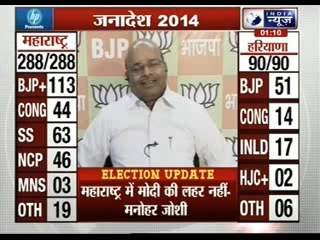 hp
Presents
जनादेश 2014
INDIA
न्यूज़
01:10
महाराष्ट्र
288/288
BJP+ 113
CONG 44
SS 63
NCP 46
MNS 03
OTH 19
BJP भाजपा
हरियाणा
90/90
BJP 51
CONG 14
INLD 17
HJC+ 02
OTH 06
ELECTION UPDATE
महाराष्ट्र में मोदी की लहर नहीं-
मनोहर जोशी